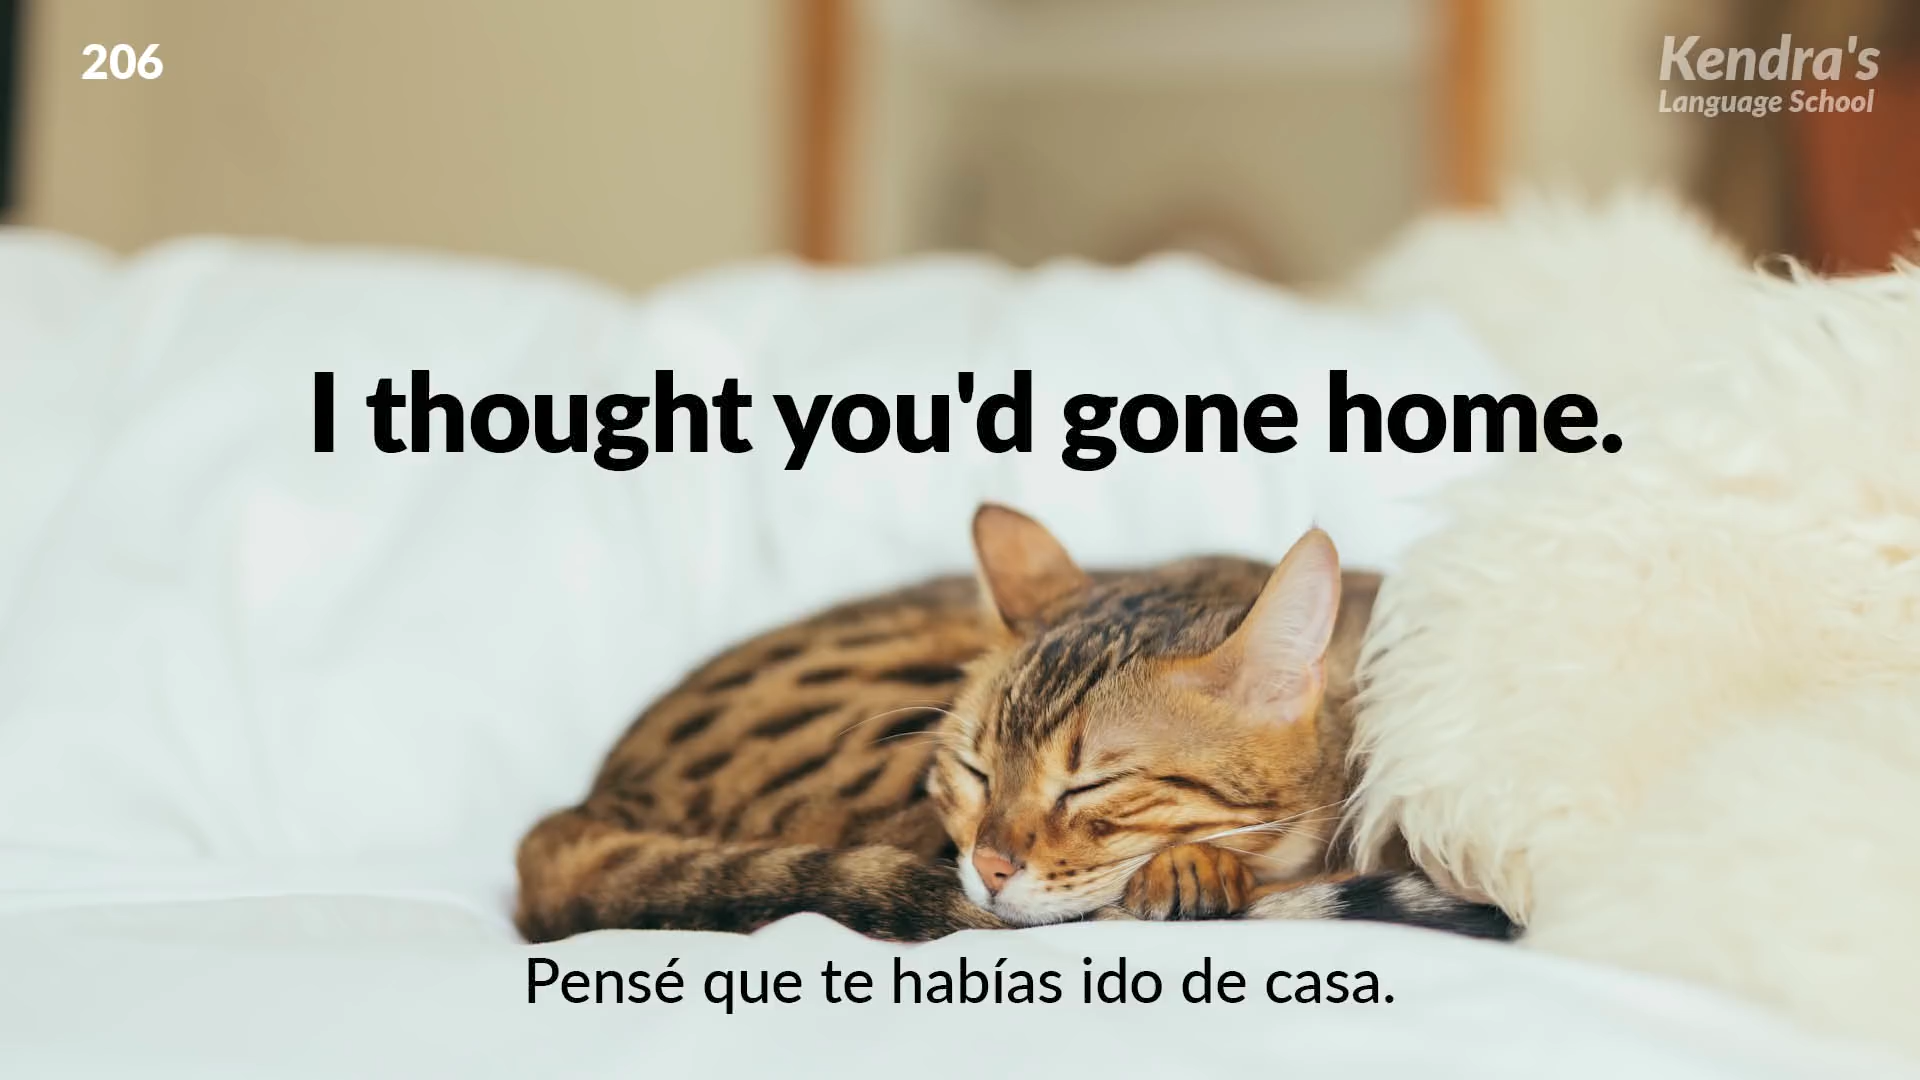 206
Kendra's
Language School
I thought you'd gone home.
Pensé que te habías ido de casa.